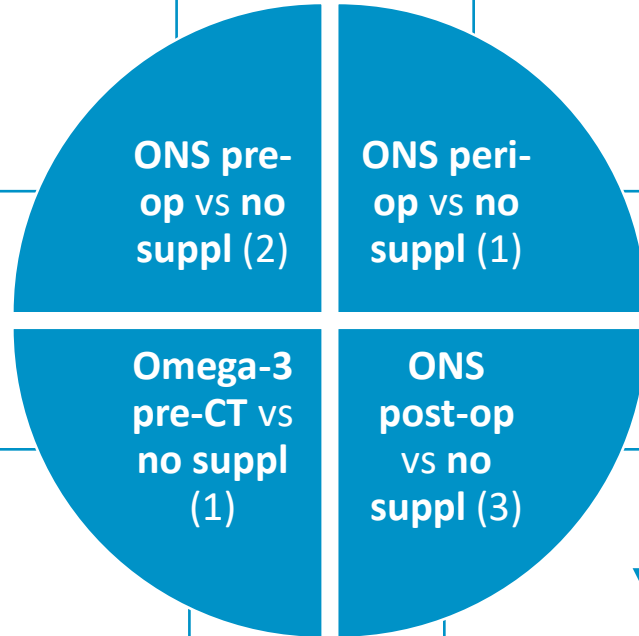 ONS pre-
op vs no
suppl (2)
ONS peri-
op vs no
suppl (1)
Omega-3
pre-CT vs
no suppl
(1)
ONS
post-op
vs no
suppl (3)